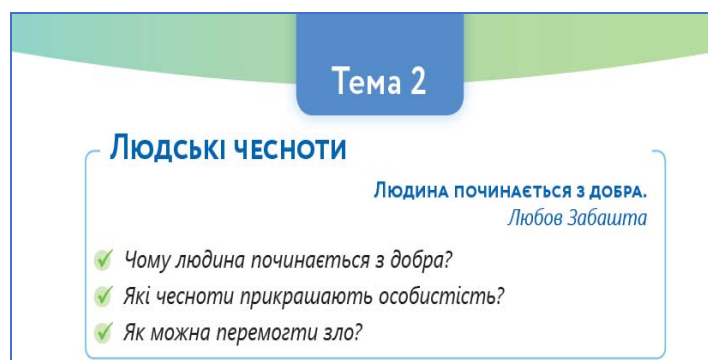 Тема 2
Людські чесноти
Людина починається з добра.
Любов Забашта
Чому людина починається з добра?
Які чесноти прикрашають особистість?
Як можна перемогти зло?